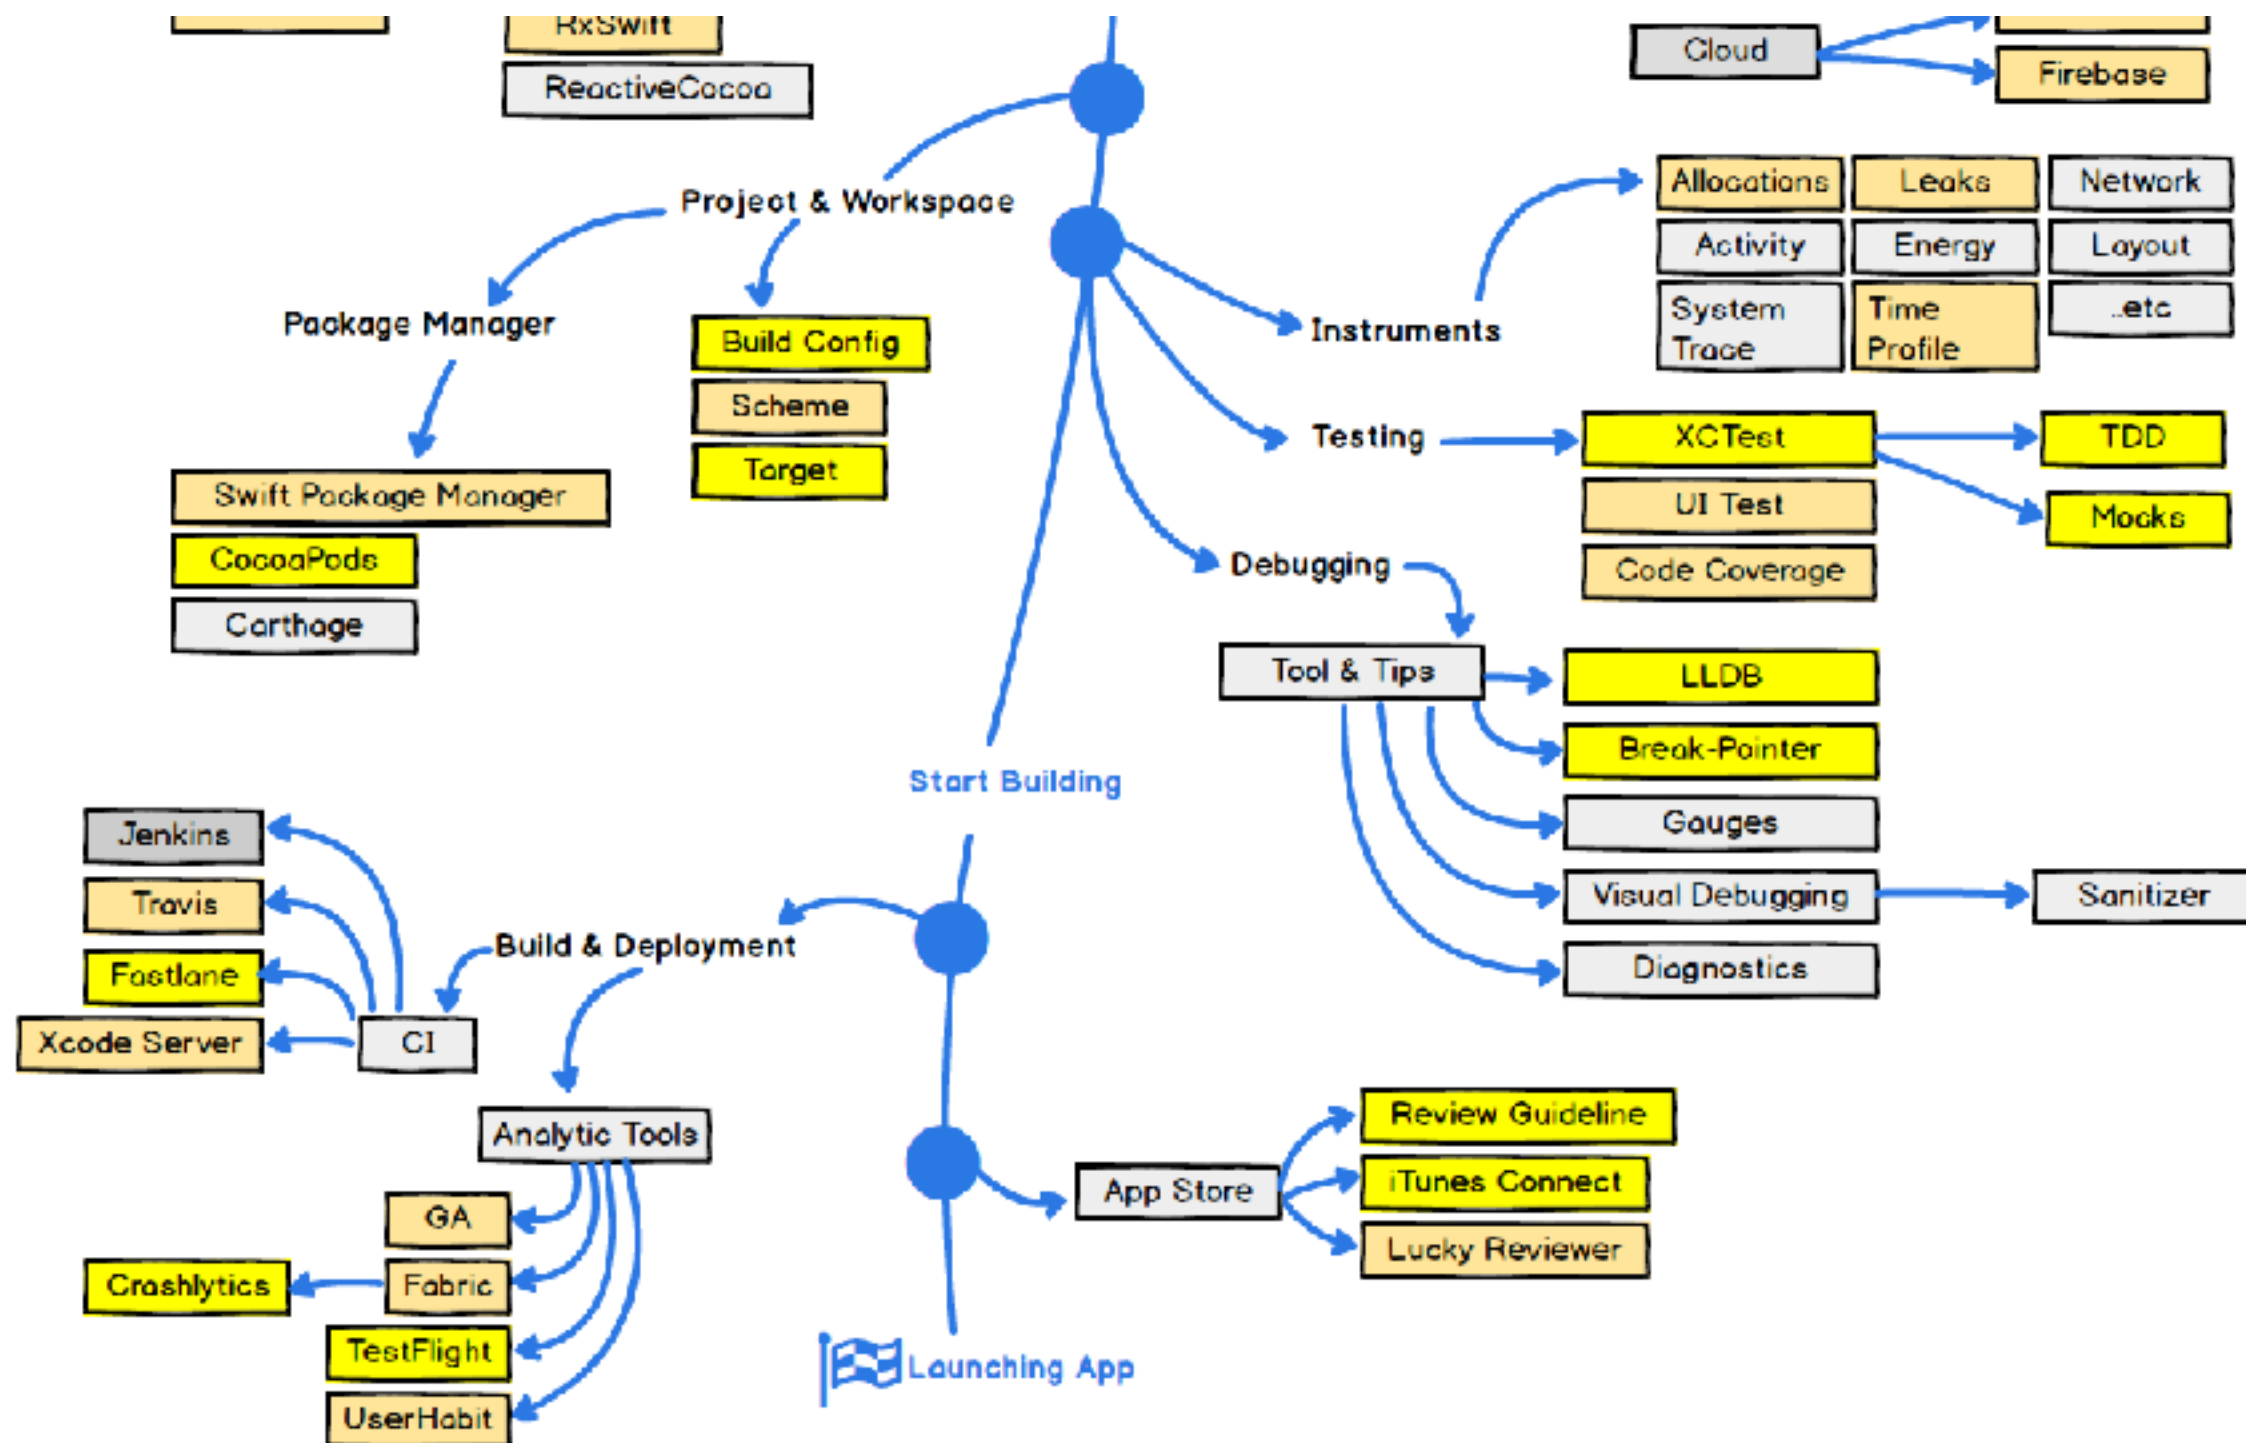 RxSwift
ReactiveCocoa
Cloud
Firebase
Project & Workspace
Package Manager
Build Config
Scheme
Target
Swift Package Manager
CocoaPods
Carthage
Instruments
Allocations
Leaks
Network
Activity
Energy
Layout
System
Trace
Time
Profile
..etc
Testing
XCTest
TDD
UI Test
Mocks
Code Coverage
Debugging
Tool & Tips
LLDB
Break-Pointer
Gauges
Visual Debugging
Sanitizer
Diagnostics
Start Building
Jenkins
Travis
Fastlane
Xcode Server
CI
Build & Deployment
Analytic Tools
GA
Crashlytics
Fabric
TestFlight
UserHabit
App Store
Review Guideline
iTunes Connect
Lucky Reviewer
Launching App